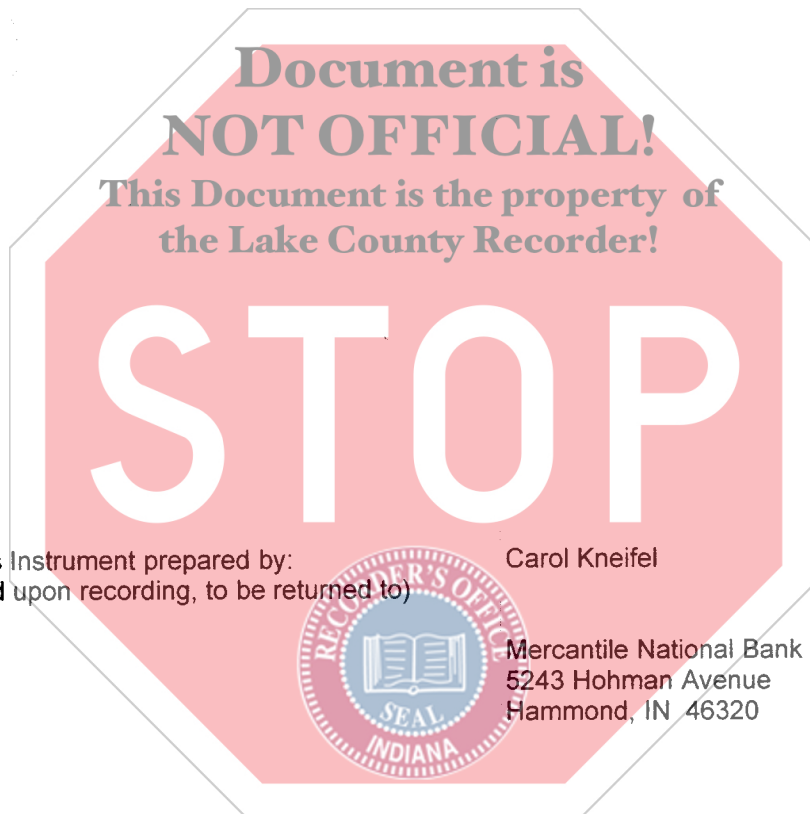 Document is
NOT OFFICIAL!
This Document is the property of
the Lake County Recorder!
STOP
s Instrument prepared by:
d upon recording, to be returned to)
Carol Kneifel
Mercantile National Bank
5243 Hohman Avenue
Hammond, IN 46320
RECORDER'S OFFICE
SEAL
INDIANA